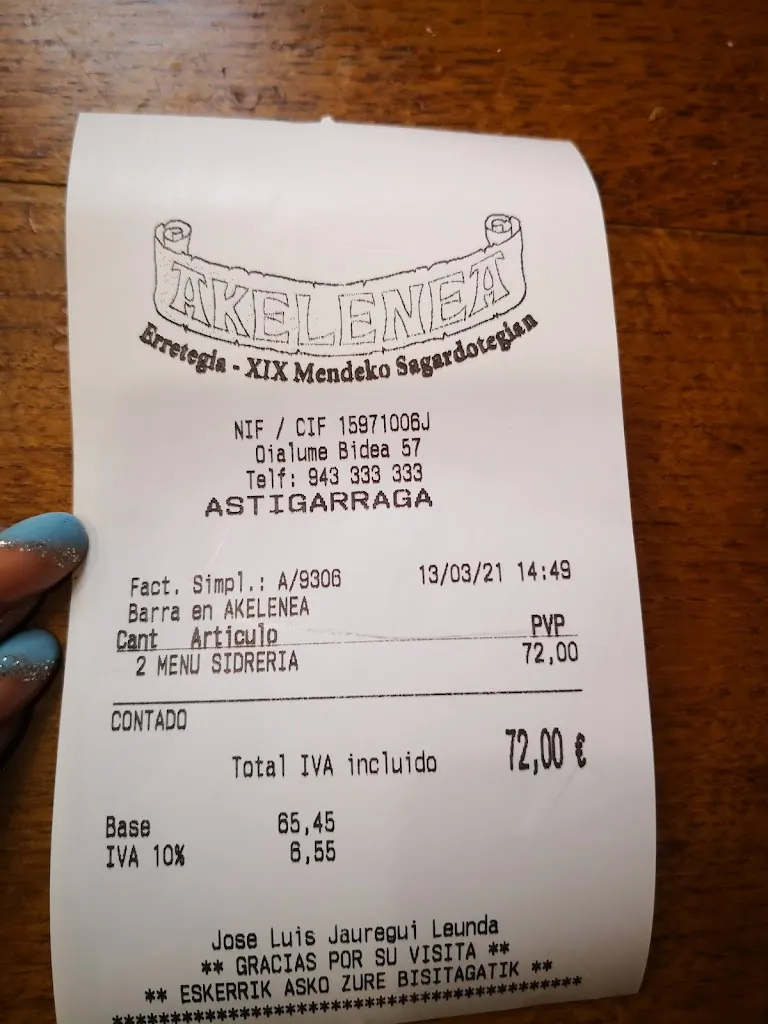 AKELENEA
Erretegia - XIX Mendeko Sagardotegian
NIF / CIF 15971006J
Oialume Bidea 57
Telf: 943 333 333
ASTIGARRAGA
Fact. Simpl.: A/9306 13/03/21 14:49
Barra en AKELENEA
Cant Articulo PVP
2 MENU SIDRERIA 72,00
CONTADO
Total IVA incluido 72,00 €
Base 65,45
IVA 10% 6,55
Jose Luis Jauregui Leunda
** GRACIAS POR SU VISITA **
** ESKERRIK ASKO ZURE BISITAGATIK **
****************************************